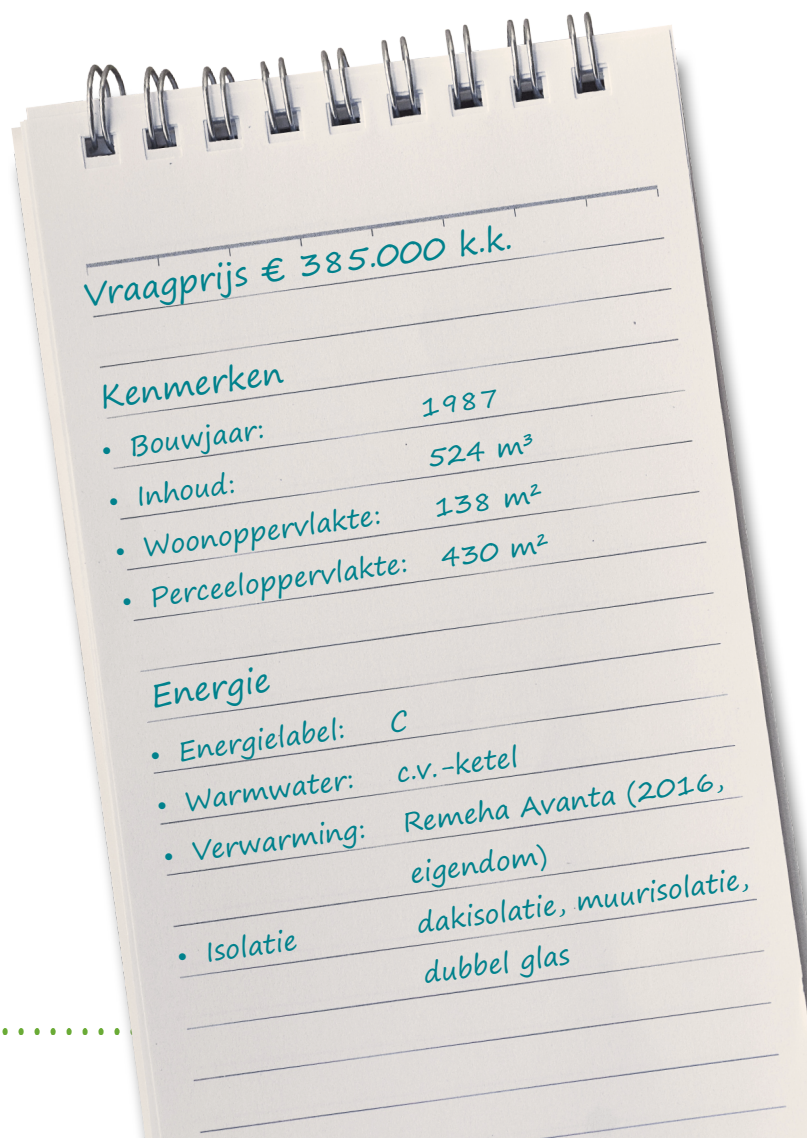 Vraagprijs € 385.000 k.k.
Kenmerken
• Bouwjaar: 1987
• Inhoud: 524 m³
• Woonoppervlakte: 138 m²
• Perceeloppervlakte: 430 m²
Energie
• Energielabel: C
• Warmwater: c.v.-ketel
• Verwarming: Remeha Avanta (2016,
eigendom)
• Isolatie dakisolatie, muurisolatie,
dubbel glas